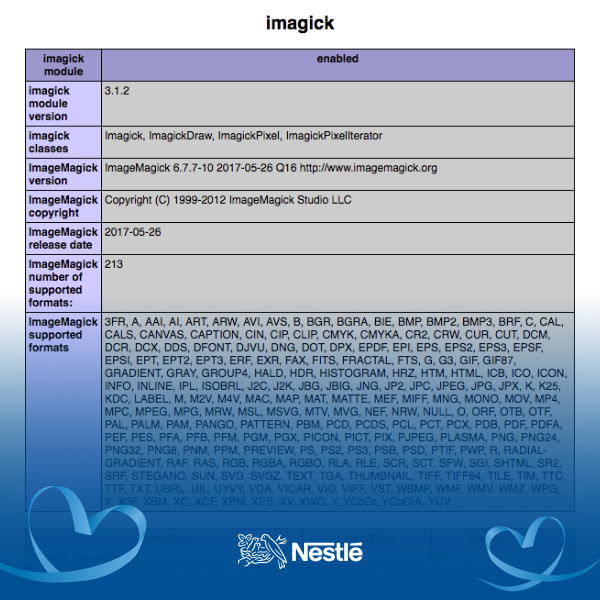 imagick
imagick module enabled
imagick module version 3.1.2
imagick classes Imagick, ImagickDraw, ImagickPixel, ImagickPixelIterator
ImageMagick version ImageMagick 6.7.7-10 2017-05-26 Q16 http://www.imagemagick.org
ImageMagick copyright Copyright (C) 1999-2012 ImageMagick Studio LLC
ImageMagick release date 2017-05-26
ImageMagick number of supported formats: 213
ImageMagick supported formats
3FR, A, AAI, AI, ART, ARW, AVI, AVS, B, BGR, BGRA, BIE, BMP, BMP2, BMP3, BRF, C, CAL,
CALS, CANVAS, CAPTION, CIN, CIP, CLIP, CMYK, CMYKA, CR2, CRW, CUR, CUT, DCM,
DCR, DCX, DDS, DFONT, DJVU, DNG, DOT, DPX, EPDF, EPI, EPS, EPS2, EPS3, EPSF,
EPSI, EPT, EPT2, EPT3, ERF, EXR, FAX, FITS, FRACTAL, FTS, G, G3, GIF, GIF87,
GRADIENT, GRAY, GROUP4, HALD, HDR, HISTOGRAM, HRZ, HTM, HTML, ICB, ICO, ICON,
INFO, INLINE, IPL, ISOBRL, J2C, J2K, JBG, JBIG, JNG, JP2, JPC, JPEG, JPG, JPX, K, K25,
KDC, LABEL, M, M2V, M4V, MAC, MAP, MAT, MATTE, MEF, MIFF, MNG, MONO, MOV, MP4,
MPC, MPEG, MPG, MRW, MSL, MSVG, MTV, MVG, NEF, NRW, NULL, O, ORF, OTB, OTF,
PAL, PALM, PAM, PANGO, PATTERN, PBM, PCD, PCDS, PCL, PCT, PCX, PDB, PDF, PDFA,
PEF, PES, PFA, PFB, PFM, PGM, PGX, PICON, PICT, PIX, PJPEG, PLASMA, PNG, PNG24,
PNG32, PNG8, PNM, PPM, PREVIEW, PS, PS2, PS3, PSB, PSD, PTIF, PWP, R, RADIAL-
GRADIENT, RAF, RAS, RGB, RGBA, RGBO, RLA, RLE, SCR, SCT, SFW, SGI, SHTML, SR2,
SRF, STEGANO, SUN, SVG, SVGZ, TEXT, TGA, THUMBNAIL, TIFF, TIFF64, TILE, TIM, TTC,
TTF, TXT, UBRL, UIL, UYVY, VDA, VICAR, VID, VIFF, VST, WBMP, WMF, WMV, WMZ, WPG,
X, X3F, XBM, XC, XCF, XPM, XPS, XV, XWD, Y, YCbCr, YCbCrA, YUV
Nestlé